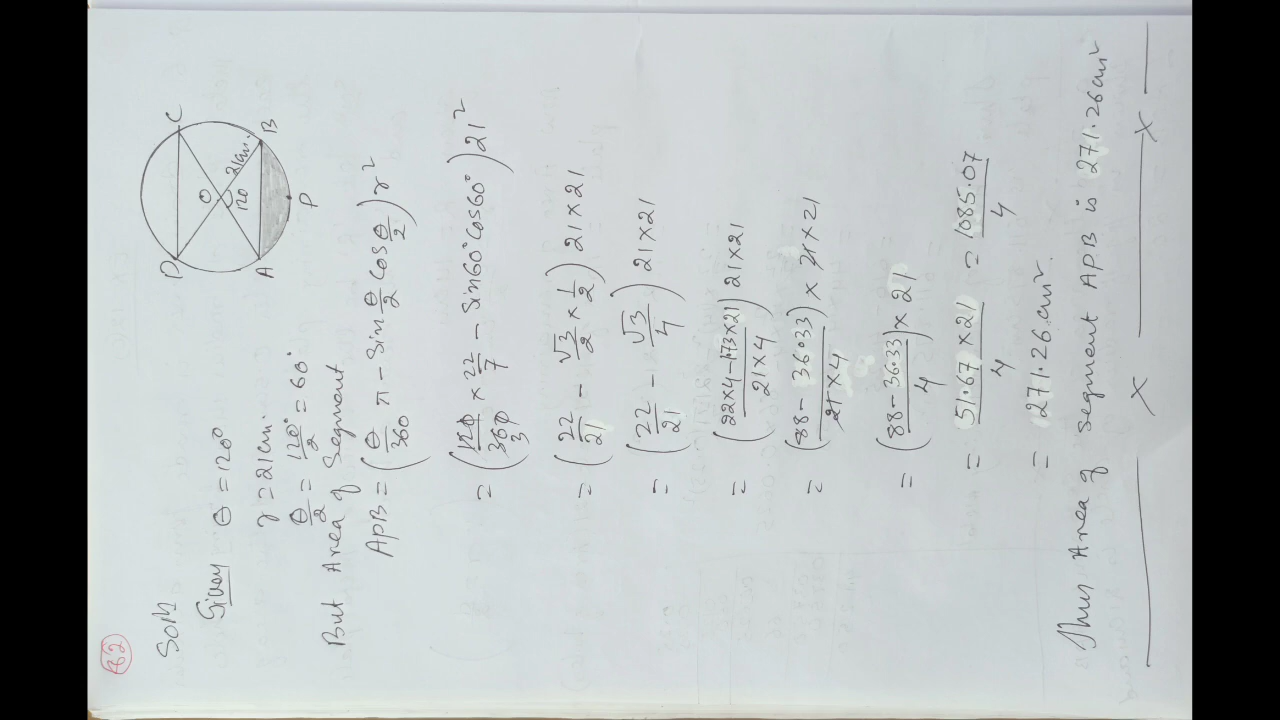 62
Soln
Given :- θ = 120°
r = 21cm.
θ/2 = 120°/2 = 60°
But Area of Segment
APB = (θ/360 π - Sin θ/2 Cos θ/2) r²
= (120/360 3 × 22/7 - Sin60° Cos60°) 21²
= (22/21 - √3/2 × 1/2) 21×21
= (22/21 - √3/4) 21×21
= (22×4-1.73×21/21×4) 21×21
= (88 - 36.33/21×4) × 21×21
= (88-36.33/4) × 21
= 51.67 × 21/4 = 1085.07/4
= 271.26 cm².
Thus Area of Segment APB is 271.26cm²
× ×
D C
O
120 21cm.
A B
P